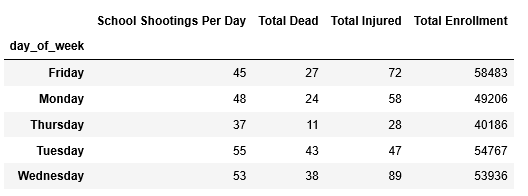 School Shootings Per Day Total Dead Total Injured Total Enrollment
day_of_week
Friday 45 27 72 58483
Monday 48 24 58 49206
Thursday 37 11 28 40186
Tuesday 55 43 47 54767
Wednesday 53 38 89 53936